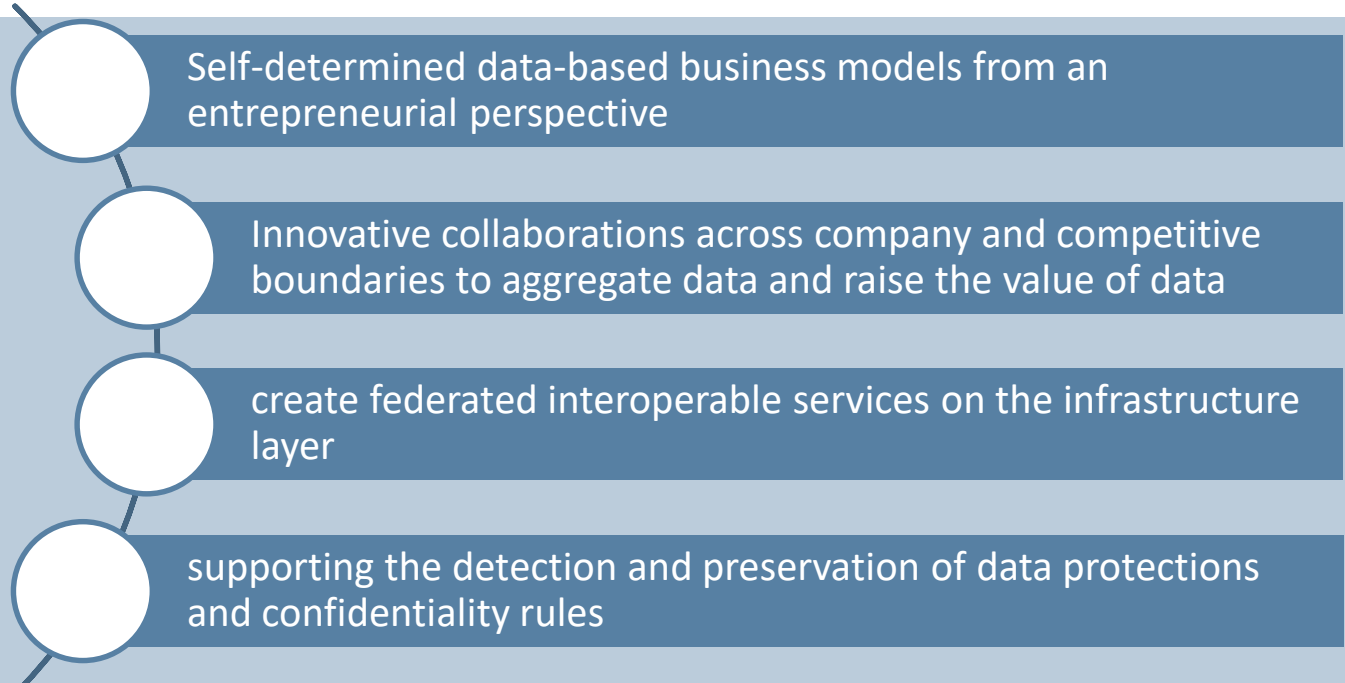 Self-determined data-based business models from an
entrepreneurial perspective
Innovative collaborations across company and competitive
boundaries to aggregate data and raise the value of data
create federated interoperable services on the infrastructure
layer
supporting the detection and preservation of data protections
and confidentiality rules